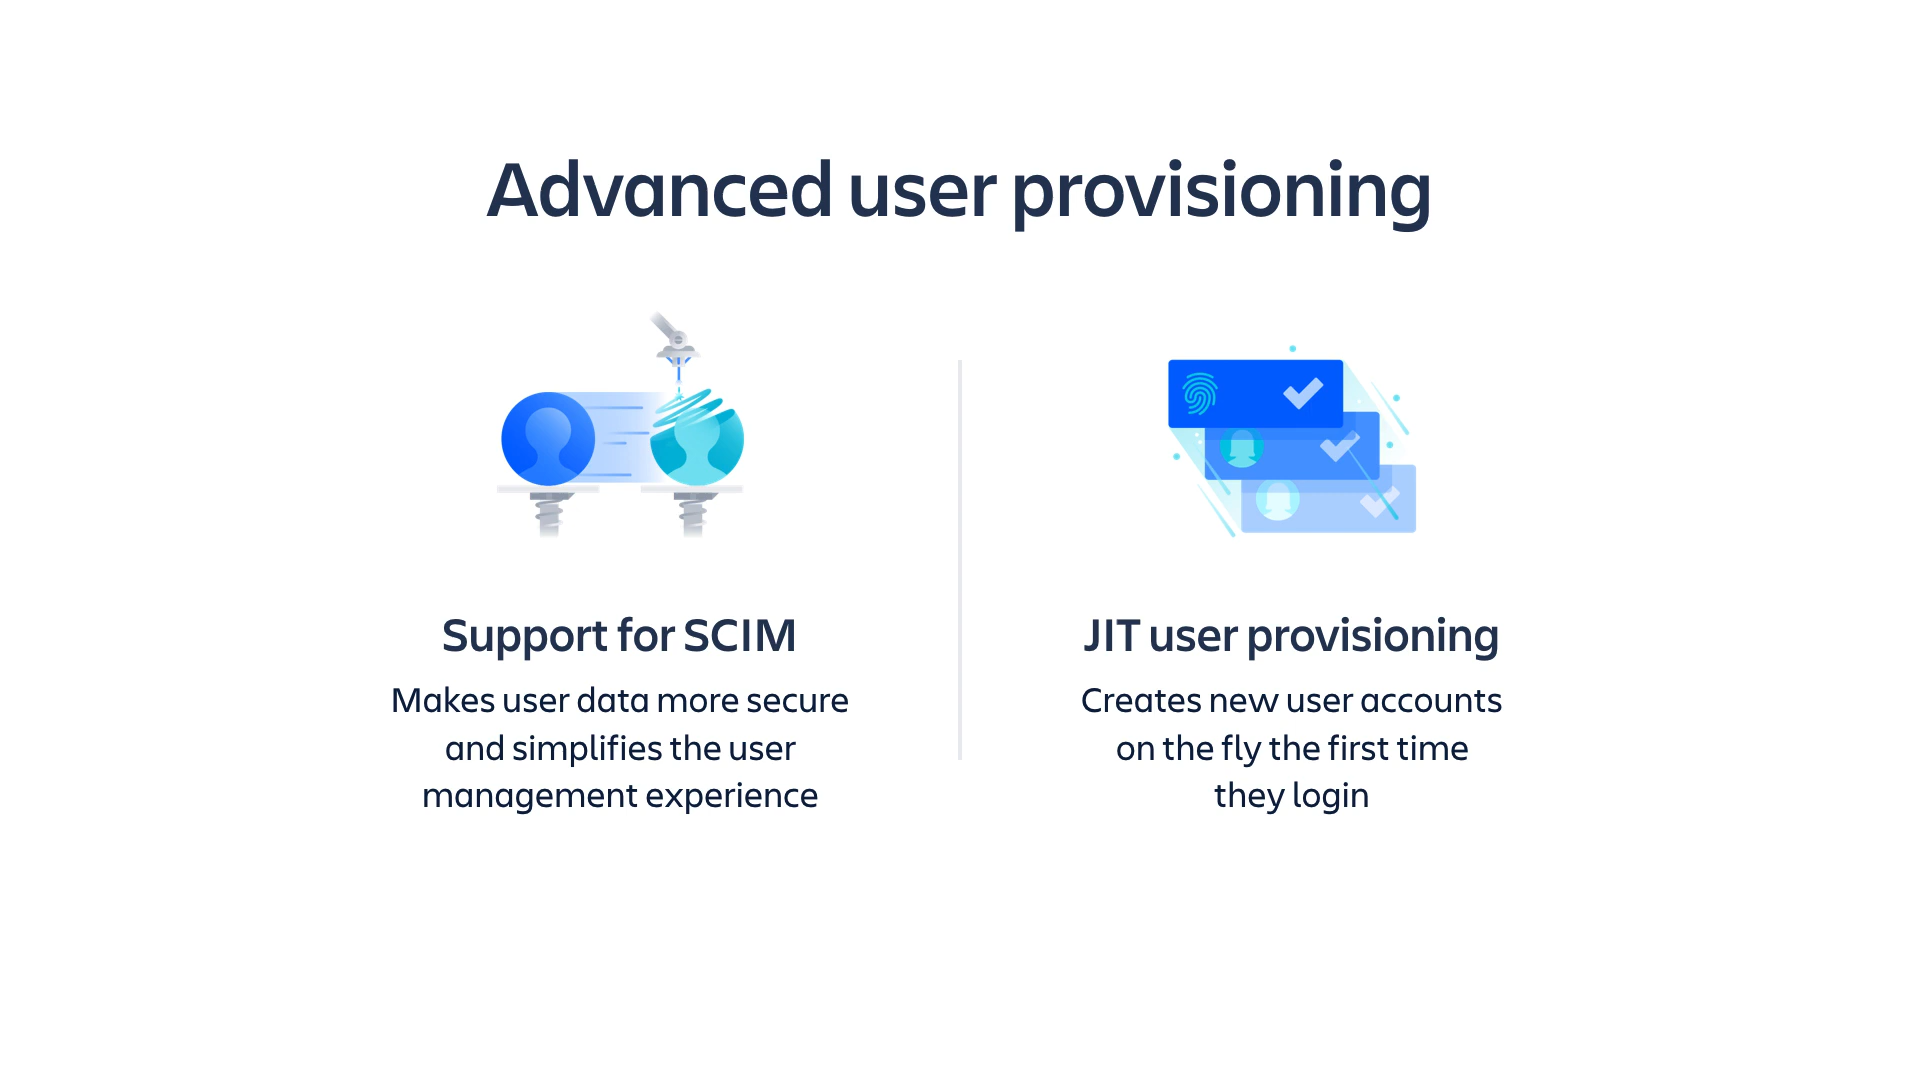 Advanced user provisioning
Support for SCIM
Makes user data more secure
and simplifies the user
management experience
JIT user provisioning
Creates new user accounts
on the fly the first time
they login